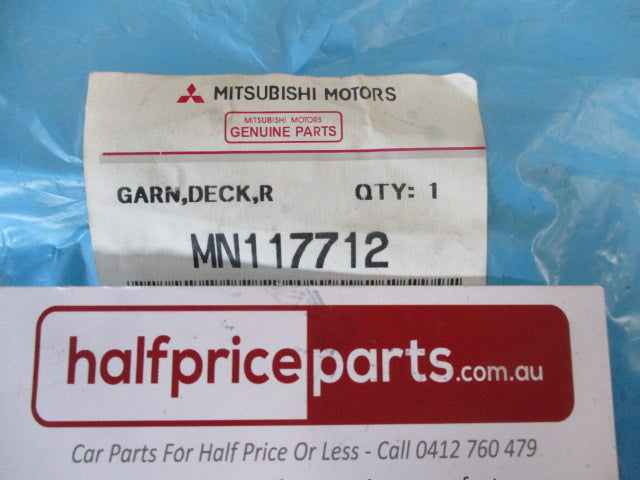 MITSUBISHI MOTORS
MITSUBISHI MOTORS
GENUINE PARTS
GARN,DECK,R QTY: 1
MN117712
halfpriceparts.com.au
Car Parts For Half Price Or Less - Call 0412 760 479